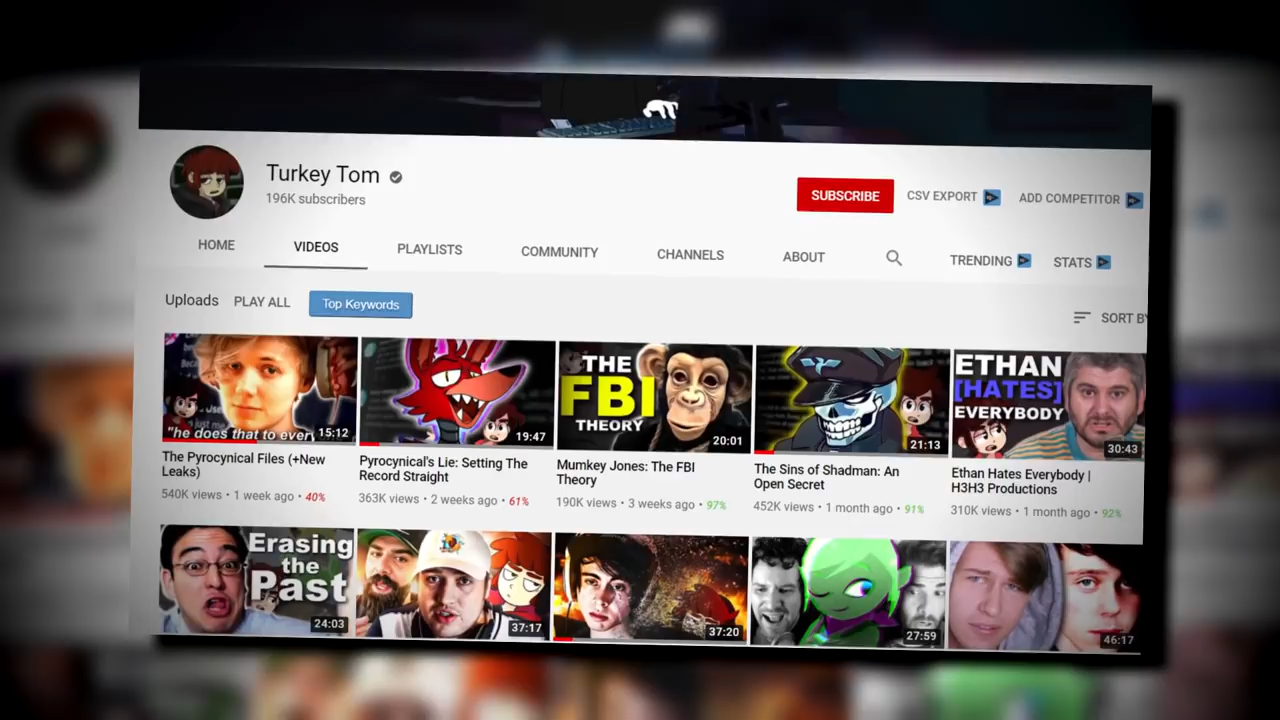 Turkey Tom
196K subscribers
SUBSCRIBE
CSV EXPORT
ADD COMPETITOR
HOME
VIDEOS
PLAYLISTS
COMMUNITY
CHANNELS
ABOUT
TRENDING
STATS
Uploads
PLAY ALL
Top Keywords
SORT BY
"he does that to every
15:12
19:47
THE
FBI
THEORY
20:01
21:13
ETHAN
[HATES]
EVERYBODY
30:43
The Pyrocynical Files (+New
Leaks)
540K views • 1 week ago • 40%
Pyrocynical's Lie: Setting The
Record Straight
363K views • 2 weeks ago • 61%
Mumkey Jones: The FBI
Theory
190K views • 3 weeks ago • 97%
The Sins of Shadman: An
Open Secret
452K views • 1 month ago • 91%
Ethan Hates Everybody |
H3H3 Productions
310K views • 1 month ago • 92%
Erasing
the
Past
24:03
37:17
37:20
27:59
46:17